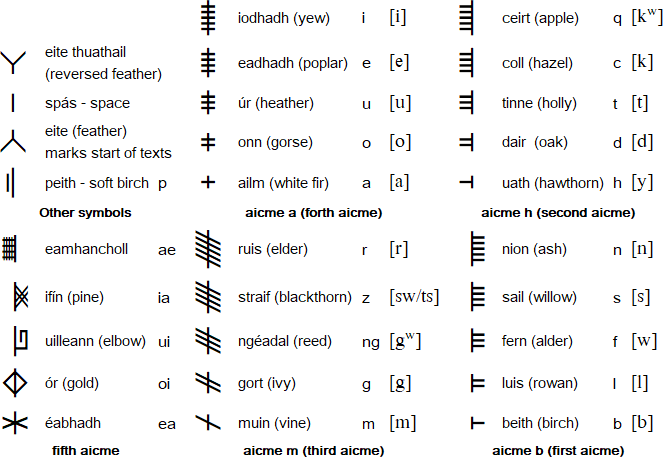 iodhadh (yew) i [i]
ceirt (apple) q [kʷ]
eite thuathail
(reversed feather)
eadhadh (poplar) e [e]
coll (hazel) c [k]
spás - space
úr (heather) u [u]
tinne (holly) t [t]
eite (feather)
marks start of texts
onn (gorse) o [o]
dair (oak) d [d]
peith - soft birch p
ailm (white fir) a [a]
uath (hawthorn) h [y]
Other symbols
aicme a (forth aicme)
aicme h (second aicme)
eamhancholl ae
ruis (elder) r [r]
nion (ash) n [n]
ifín (pine) ia
straif (blackthorn) z [sw/ts]
sail (willow) s [s]
uilleann (elbow) ui
ngéadal (reed) ng [gʷ]
fern (alder) f [w]
ór (gold) oi
gort (ivy) g [g]
luis (rowan) l [l]
éabhadh ea
muin (vine) m [m]
beith (birch) b [b]
fifth aicme
aicme m (third aicme)
aicme b (first aicme)